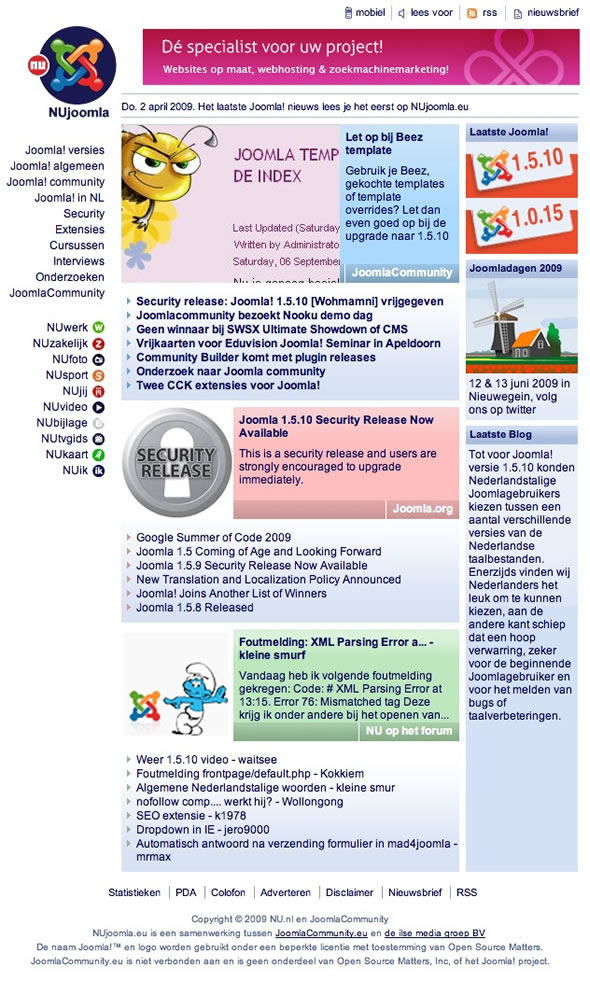 mobiel
lees voor
rss
nieuwsbrief
nu
NUjoomla
Dé specialist voor uw project!
Websites op maat, webhosting & zoekmachinemarketing!
Do. 2 april 2009. Het laatste Joomla! nieuws lees je het eerst op NUjoomla.eu
Joomla! versies
Joomla! algemeen
Joomla! community
Joomla! in NL
Security
Extensies
Cursussen
Interviews
Onderzoeken
JoomlaCommunity
NUwerk
NUzakelijk
NUfoto
NUsport
NUjij
NUvideo
NUbijlage
NUtvgids
NUkaart
NUik
JOOMLA TEMP
DE INDEX
Last Updated (Saturday
Written by Administrato
Saturday, 06 September
Let op bij Beez
template
Gebruik je Beez,
gekochte templates
of template
overrides? Let dan
even goed op bij de
upgrade naar 1.5.10
JoomlaCommunity
Security release: Joomla! 1.5.10 [Wohmamni] vrijgegeven
Joomlacommunity bezoekt Nooku demo dag
Geen winnaar bij SWSX Ultimate Showdown of CMS
Vrijkaarten voor Eduvision Joomla! Seminar in Apeldoorn
Community Builder komt met plugin releases
Onderzoek naar Joomla community
Twee CCK extensies voor Joomla!
SECURITY
RELEASE
Joomla 1.5.10 Security Release Now
Available
This is a security release and users are
strongly encouraged to upgrade
immediately.
Joomla.org
Google Summer of Code 2009
Joomla 1.5 Coming of Age and Looking Forward
Joomla 1.5.9 Security Release Now Available
New Translation and Localization Policy Announced
Joomla! Joins Another List of Winners
Joomla 1.5.8 Released
Foutmelding: XML Parsing Error a... -
kleine smurf
Vandaag heb ik volgende foutmelding
gekregen: Code: # XML Parsing Error at
13:15. Error 76: Mismatched tag Deze
krijg ik onder andere bij het openen van...
NU op het forum
Weer 1.5.10 video - waitsee
Foutmelding frontpage/default.php - Kokkiem
Algemene Nederlandstalige woorden - kleine smur
nofollow comp.... werkt hij? - Wollongong
SEO extensie - k1978
Dropdown in IE - jero9000
Automatisch antwoord na verzending formulier in mad4joomla -
mrmax
Laatste Joomla!
1.5.10
1.0.15
Joomladagen 2009
12 & 13 juni 2009 in
Nieuwegein, volg
ons op twitter
Laatste Blog
Tot voor Joomla!
versie 1.5.10 konden
Nederlandstalige
Joomlagebruikers
kiezen tussen een
aantal verschillende
versies van de
Nederlandse
taalbestanden.
Enerzijds vinden wij
Nederlanders het
leuk om te kunnen
kiezen, aan de
andere kant schiep
dat een hoop
verwarring, zeker
voor de beginnende
Joomlagebruiker en
voor het melden van
bugs of
taalverbeteringen.
Statistieken | PDA | Colofon | Adverteren | Disclaimer | Nieuwsbrief | RSS
Copyright © 2009 NU.nl en JoomlaCommunity
NUjoomla.eu is een samenwerking tussen JoomlaCommunity.eu en de ilse media groep BV
De naam Joomla!™ en logo worden gebruikt onder een beperkte licentie met toestemming van Open Source Matters.
JoomlaCommunity.eu is niet verbonden aan en is geen onderdeel van Open Source Matters, Inc, of het Joomla! project.